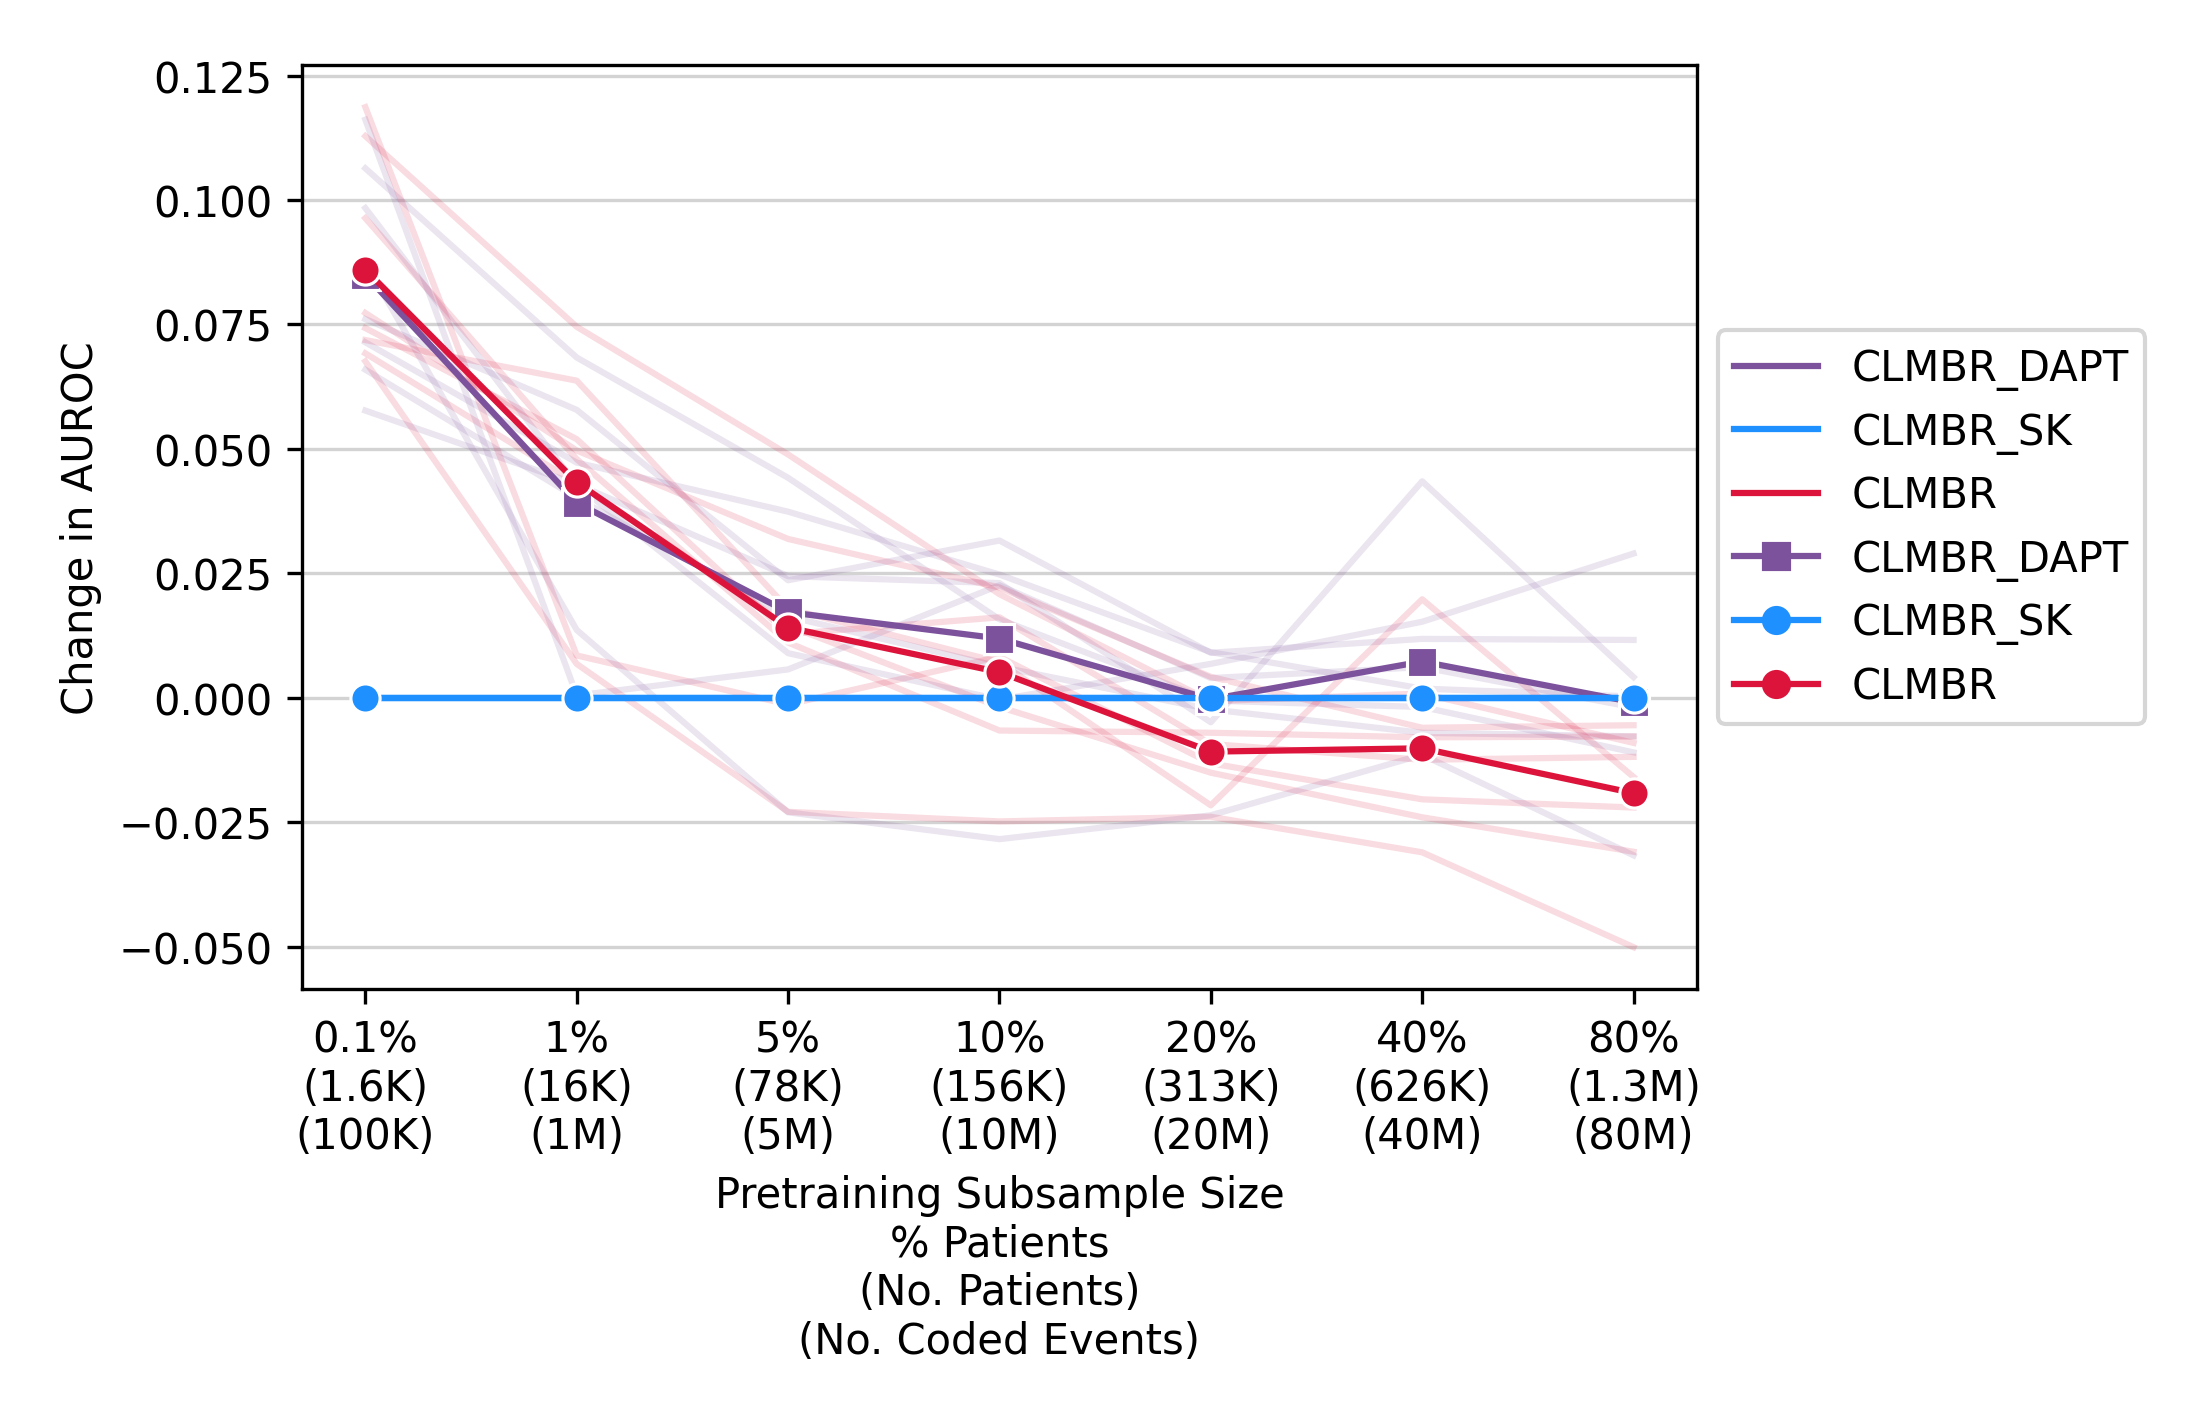 0.125
0.100
0.075
0.050
0.025
0.000
−0.025
−0.050
Change in AUROC
0.1% 1% 5% 10% 20% 40% 80%
(1.6K) (16K) (78K) (156K) (313K) (626K) (1.3M)
(100K) (1M) (5M) (10M) (20M) (40M) (80M)
Pretraining Subsample Size
% Patients
(No. Patients)
(No. Coded Events)
CLMBR_DAPT
CLMBR_SK
CLMBR
CLMBR_DAPT
CLMBR_SK
CLMBR